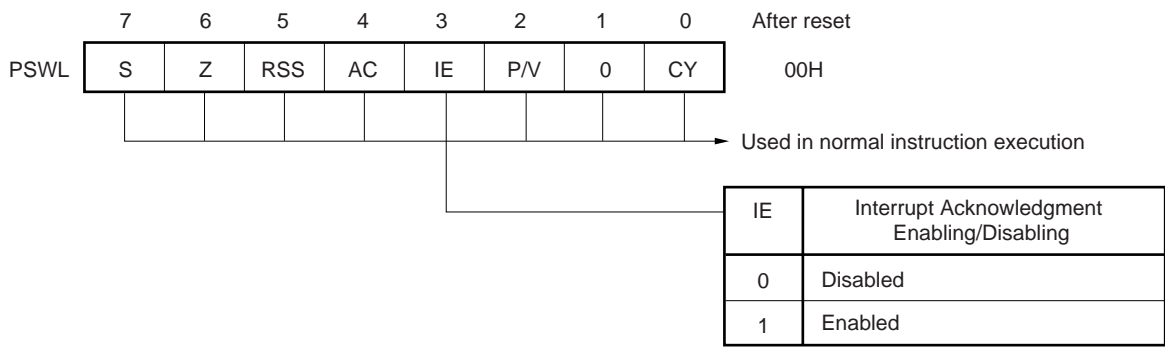 7 6 5 4 3 2 1 0 After reset
PSWL S Z RSS AC IE P/V 0 CY 00H
Used in normal instruction execution
IE Interrupt Acknowledgment
Enabling/Disabling
0 Disabled
1 Enabled